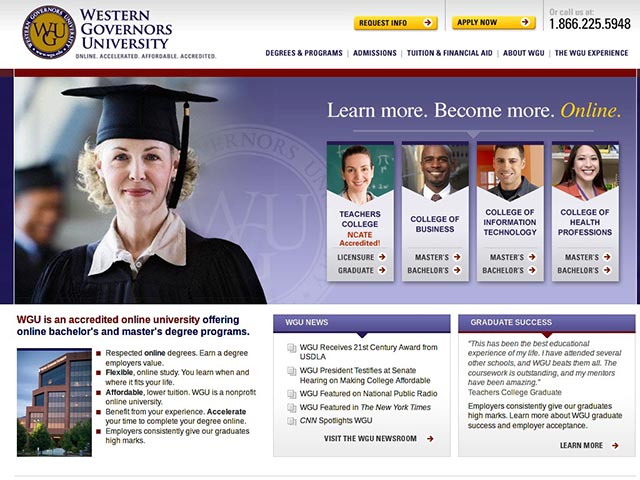 WESTERN
GOVERNORS
UNIVERSITY
ONLINE. ACCELERATED. AFFORDABLE. ACCREDITED.
WGU
REQUEST INFO
APPLY NOW
Or call us at:
1.866.225.5948
DEGREES & PROGRAMS | ADMISSIONS | TUITION & FINANCIAL AID | ABOUT WGU | THE WGU EXPERIENCE
Learn more. Become more. Online.
GOVERNORS
WGU
TEACHERS
COLLEGE
NCATE
Accredited!
LICENSURE
GRADUATE
COLLEGE OF
BUSINESS
MASTER'S
BACHELOR'S
COLLEGE OF
INFORMATION
TECHNOLOGY
MASTER'S
BACHELOR'S
COLLEGE OF
HEALTH
PROFESSIONS
MASTER'S
BACHELOR'S
WGU is an accredited online university offering
online bachelor's and master's degree programs.
Respected online degrees. Earn a degree
employers value.
Flexible, online study. You learn when and
where it fits your life.
Affordable, lower tuition. WGU is a nonprofit
online university.
Benefit from your experience. Accelerate
your time to complete your degree online.
Employers consistently give our graduates
high marks.
WGU NEWS
WGU Receives 21st Century Award from
USDLA
WGU President Testifies at Senate
Hearing on Making College Affordable
WGU Featured on National Public Radio
WGU Featured in The New York Times
CNN Spotlights WGU
VISIT THE WGU NEWSROOM
GRADUATE SUCCESS
"This has been the best educational
experience of my life. I have attended several
other schools, and WGU beats them all. The
coursework is outstanding, and my mentors
have been amazing."
Teachers College Graduate
Employers consistently give our graduates
high marks. Learn more about WGU graduate
success and employer acceptance.
LEARN MORE